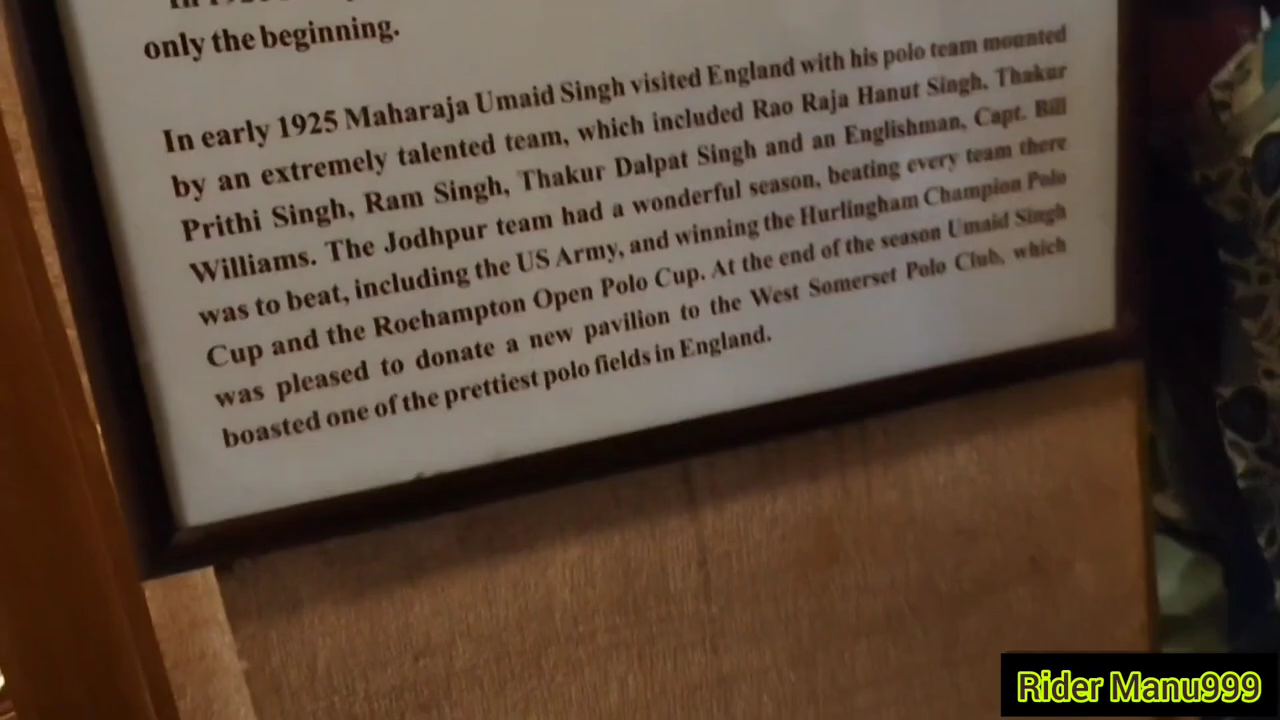 only the beginning.
In early 1925 Maharaja Umaid Singh visited England with his polo team mounted
by an extremely talented team, which included Rao Raja Hanut Singh, Thakur
Prithi Singh, Ram Singh, Thakur Dalpat Singh and an Englishman, Capt. Bill
Williams. The Jodhpur team had a wonderful season, beating every team there
was to beat, including the US Army, and winning the Hurlingham Champion Polo
Cup and the Roehampton Open Polo Cup. At the end of the season Umaid Singh
was pleased to donate a new pavilion to the West Somerset Polo Club, which
boasted one of the prettiest polo fields in England.
Rider Manu999